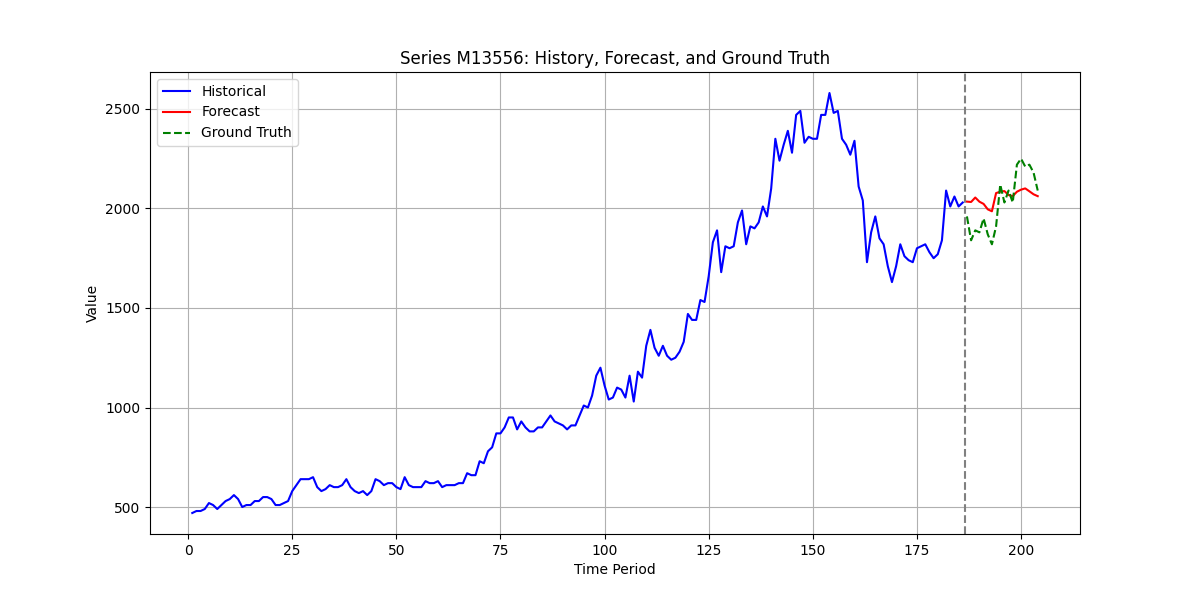 Series M13556: History, Forecast, and Ground Truth
Historical
Forecast
Ground Truth
2500
2000
1500
1000
500
Value
0 25 50 75 100 125 150 175 200
Time Period